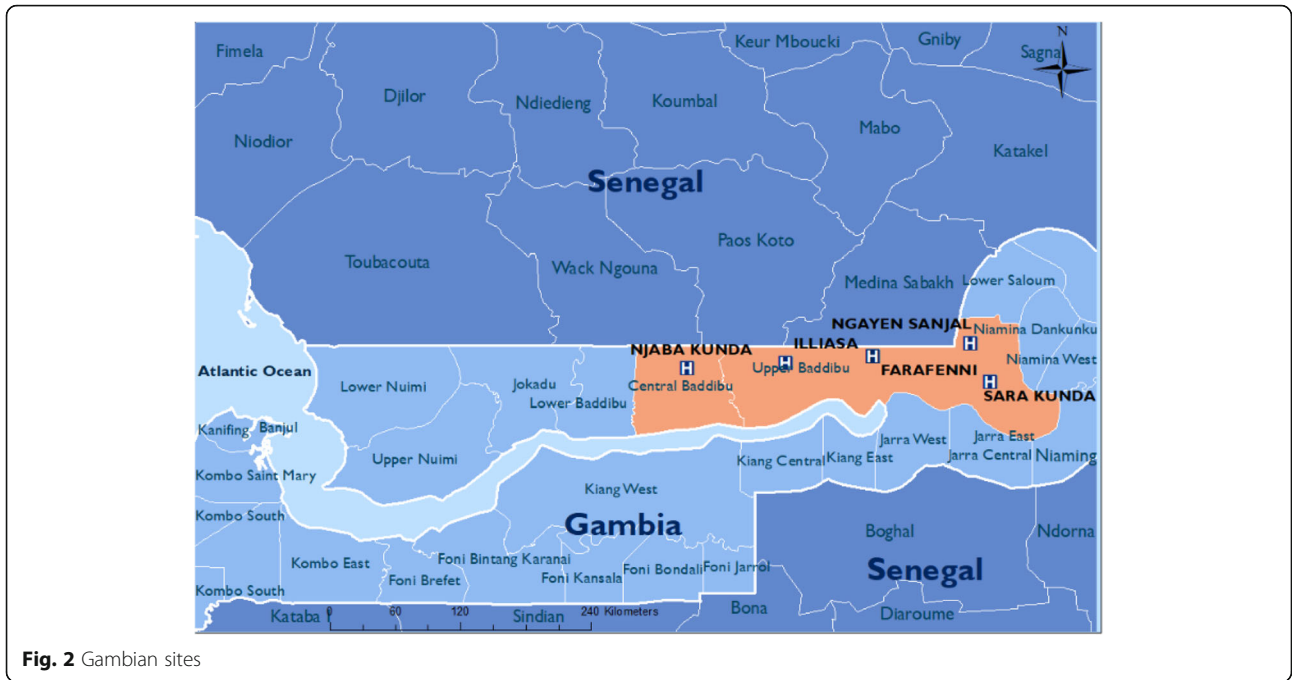 Fimela
Keur Mboucki
Gniby
Sagna
N
Djilor
Ndiedieng
Koumbal
Mabo
Niodior
Katakel
Senegal
Paos Koto
Toubacouta
Wack Ngouna
Medina Sabakh
Lower Saloum
NGAYEN SANJAL
Niamina Dankunku
NJABA KUNDA
ILLIASA
H
H
H
H
H
Niamina West
Atlantic Ocean
Lower Nuimi
Jokadu
Central Baddibu
Upper Baddibu
FARAFENNI
Lower Baddibu
SARA KUNDA
Kanifing
Banjul
Upper Nuimi
Kiang Central
Kiang East
Jarra West
Jarra East
Jarra Central
Niaming
Kombo Saint Mary
Kiang West
Kombo South
Gambia
Boghal
Ndorna
Kombo East
Foni Bintang Karanai
Foni Brefet
Foni Kansala
Foni Bondali
Foni Jarrol
Senegal
Kombo South
Kataba I
0
60
120
240 Kilometers
Sindian
Bona
Diaroume
Fig. 2 Gambian sites